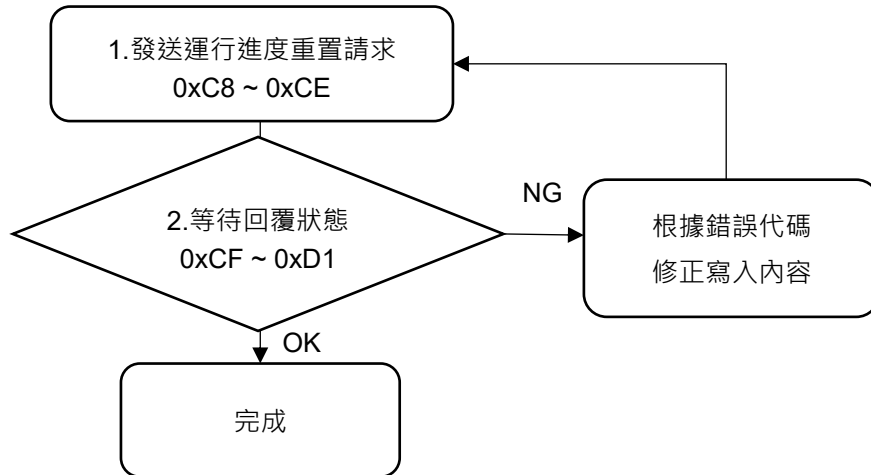 1.發送運行進度重置請求
0xC8 ~ 0xCE
2.等待回覆狀態
0xCF ~ 0xD1
NG
根據錯誤代碼
修正寫入內容
OK
完成